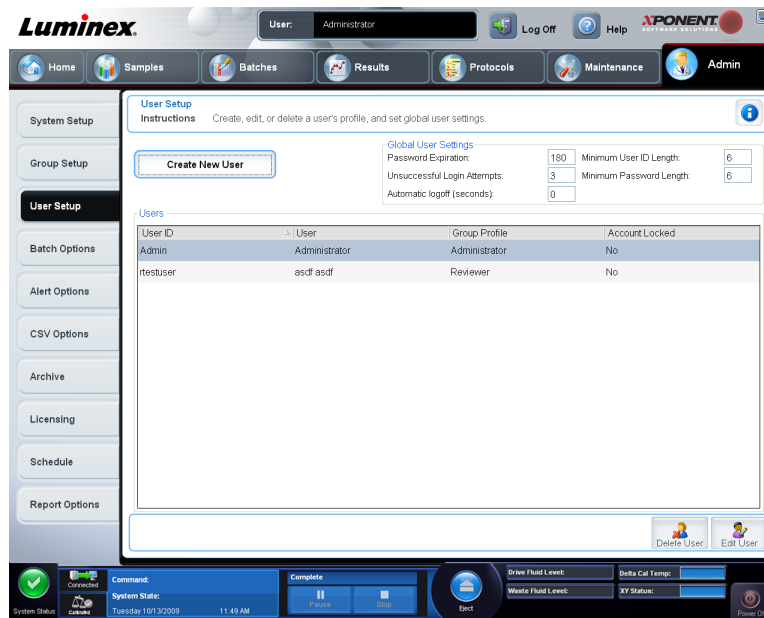 Luminex.
User: Administrator
Log Off
Help
XPONENT.
SOFTWARE SOLUTIONS
Home
Samples
Batches
Results
Protocols
Maintenance
Admin
System Setup
Group Setup
User Setup
Batch Options
Alert Options
CSV Options
Archive
Licensing
Schedule
Report Options
User Setup
Instructions Create, edit, or delete a user's profile, and set global user settings.
Create New User
Global User Settings
Password Expiration: 180 Minimum User ID Length: 6
Unsuccessful Login Attempts: 3 Minimum Password Length: 6
Automatic logoff (seconds): 0
Users
User ID User Group Profile Account Locked
Admin Administrator Administrator No
rtestuser asdf asdf Reviewer No
Delete User
Edit User
System Status
Connected
Calibrated
Command:
System State:
Tuesday 10/13/2009 11:49 AM
Complete
Pause
Stop
Eject
Drive Fluid Level:
Waste Fluid Level:
Delta Cal Temp:
XY Status:
Power